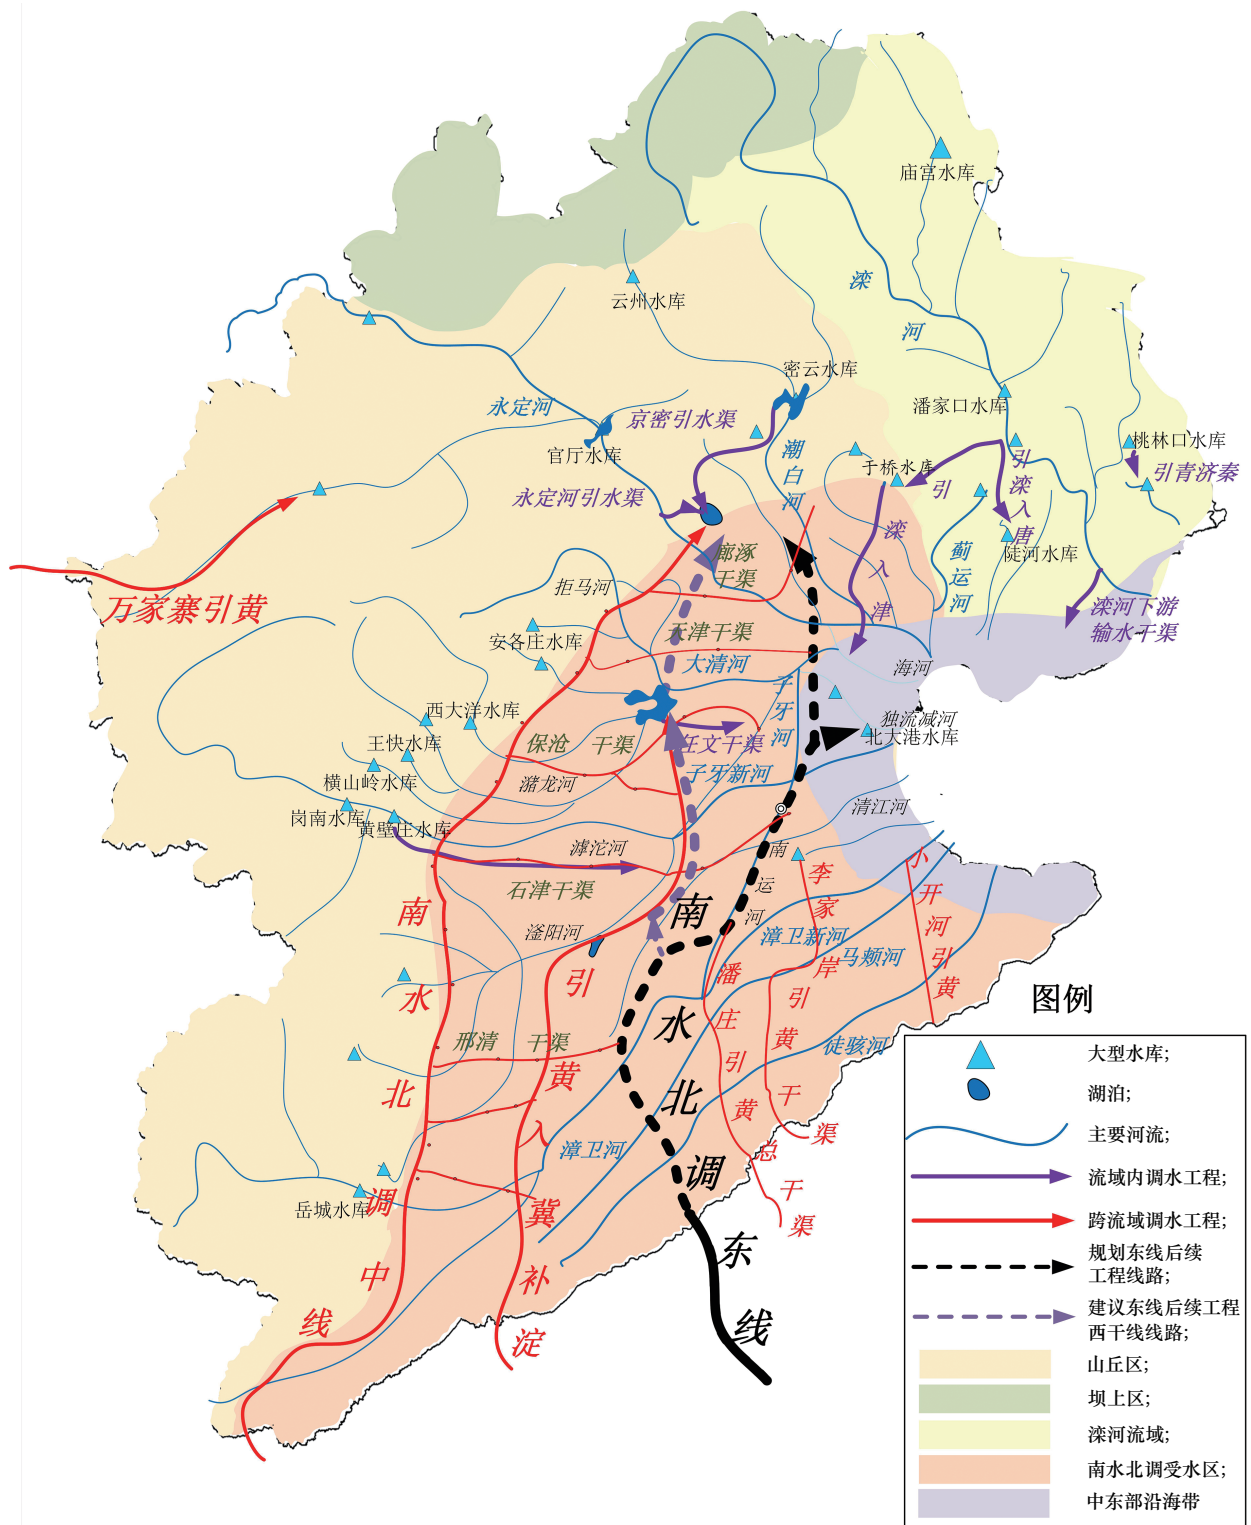 庙宫水库
滦
河
云州水库
密云水库
潘家口水库
永定河
京密引水渠
官厅水库
潮
白
河
于桥水库
桃林口水库
引青济秦
引
滦
入
唐
永定河引水渠
引
滦
入
津
陡河水库
蓟
运
河
廊涿
干渠
万家寨引黄
拒马河
滦河下游
输水干渠
天津干渠
安各庄水库
大清河
海河
子
牙
河
西大洋水库
独流减河
北大港水库
王快水库
保沧
干渠
任文干渠
横山岭水库
潴龙河
子牙新河
岗南水库
黄壁庄水库
清江河
滹沱河
南
运
河
石津干渠
李
家
岸
引
黄
干
渠
小
开
河
引
黄
滏阳河
漳卫新河
马颊河
潘
庄
引
黄
总
干
渠
邢清
干渠
徒骇河
漳卫河
岳城水库
南
水
北
调
中
线
引
黄
入
冀
补
淀
南
水
北
调
东
线
图例
大型水库;
湖泊;
主要河流;
流域内调水工程;
跨流域调水工程;
规划东线后续
工程线路;
建议东线后续工程
西干线线路;
山丘区;
坝上区;
滦河流域;
南水北调受水区;
中东部沿海带